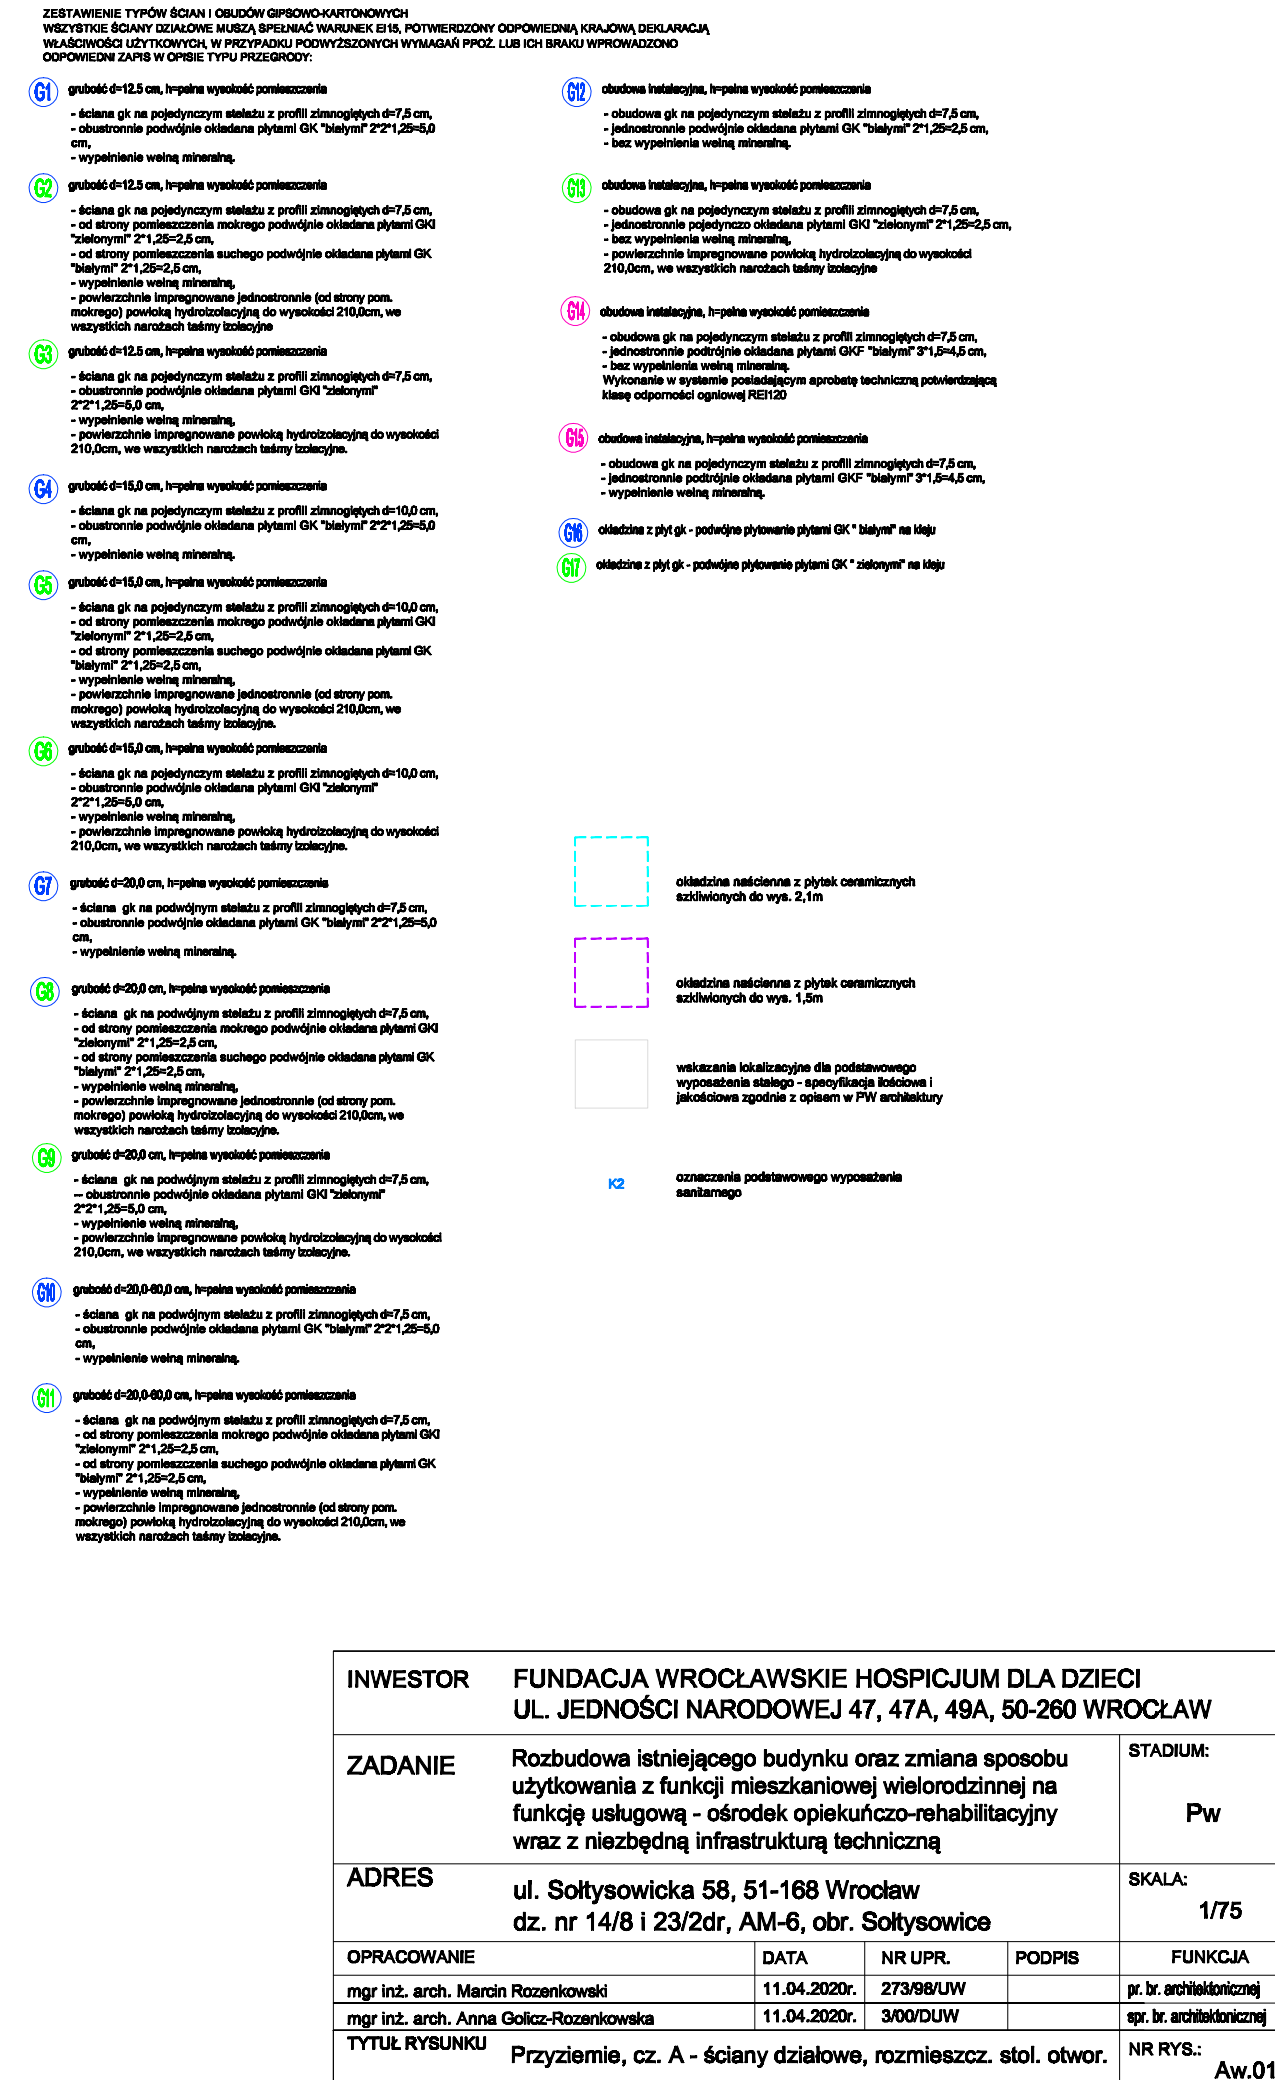 ZESTAWIENIE TYPÓW ŚCIAN I OBUDÓW GIPSOWO-KARTONOWYCH
WSZYSTKIE ŚCIANY DZIAŁOWE MUSZĄ SPEŁNIAĆ WARUNEK EI15, POTWIERDZONY ODPOWIEDNIĄ KRAJOWĄ DEKLARACJĄ
WŁAŚCIWOŚCI UŻYTKOWYCH, W PRZYPADKU PODWYŻSZONYCH WYMAGAŃ PPOŻ. LUB ICH BRAKU WPROWADZONO
ODPOWIEDNI ZAPIS W OPISIE TYPU PRZEGRODY:
G1 grubość d=12.5 cm, h=pełna wysokość pomieszczenia
- ściana gk na pojedynczym stelażu z profili zimnogiętych d=7,5 cm,
- obustronnie podwójnie okładana płytami GK "białymi" 2*2*1,25=5,0
cm,
- wypełnienie wełną mineralną.
G2 grubość d=12.5 cm, h=pełna wysokość pomieszczenia
- ściana gk na pojedynczym stelażu z profili zimnogiętych d=7,5 cm,
- od strony pomieszczenia mokrego podwójnie okładana płytami GKI
"zielonymi" 2*1,25=2,5 cm,
- od strony pomieszczenia suchego podwójnie okładana płytami GK
"białymi" 2*1,25=2,5 cm,
- wypełnienie wełną mineralną,
- powierzchnie impregnowane jednostronnie (od strony pom.
mokrego) powłoką hydroizolacyjną do wysokości 210,0cm, we
wszystkich narożach taśmy izolacyjne
G3 grubość d=12.5 cm, h=pełna wysokość pomieszczenia
- ściana gk na pojedynczym stelażu z profili zimnogiętych d=7,5 cm,
- obustronnie podwójnie okładana płytami GKI "zielonymi"
2*2*1,25=5,0 cm,
- wypełnienie wełną mineralną,
- powierzchnie impregnowane powłoką hydroizolacyjną do wysokości
210,0cm, we wszystkich narożach taśmy izolacyjne.
G4 grubość d=15,0 cm, h=pełna wysokość pomieszczenia
- ściana gk na pojedynczym stelażu z profili zimnogiętych d=10,0 cm,
- obustronnie podwójnie okładana płytami GK "białymi" 2*2*1,25=5,0
cm,
- wypełnienie wełną mineralną.
G5 grubość d=15,0 cm, h=pełna wysokość pomieszczenia
- ściana gk na pojedynczym stelażu z profili zimnogiętych d=10,0 cm,
- od strony pomieszczenia mokrego podwójnie okładana płytami GKI
"zielonymi" 2*1,25=2,5 cm,
- od strony pomieszczenia suchego podwójnie okładana płytami GK
"białymi" 2*1,25=2,5 cm,
- wypełnienie wełną mineralną,
- powierzchnie impregnowane jednostronnie (od strony pom.
mokrego) powłoką hydroizolacyjną do wysokości 210,0cm, we
wszystkich narożach taśmy izolacyjne.
G6 grubość d=15,0 cm, h=pełna wysokość pomieszczenia
- ściana gk na pojedynczym stelażu z profili zimnogiętych d=10,0 cm,
- obustronnie podwójnie okładana płytami GKI "zielonymi"
2*2*1,25=5,0 cm,
- wypełnienie wełną mineralną,
- powierzchnie impregnowane powłoką hydroizolacyjną do wysokości
210,0cm, we wszystkich narożach taśmy izolacyjne.
G7 grubość d=20,0 cm, h=pełna wysokość pomieszczenia
- ściana gk na podwójnym stelażu z profili zimnogiętych d=7,5 cm,
- obustronnie podwójnie okładana płytami GK "białymi" 2*2*1,25=5,0
cm,
- wypełnienie wełną mineralną.
G8 grubość d=20,0 cm, h=pełna wysokość pomieszczenia
- ściana gk na podwójnym stelażu z profili zimnogiętych d=7,5 cm,
- od strony pomieszczenia mokrego podwójnie okładana płytami GKI
"zielonymi" 2*1,25=2,5 cm,
- od strony pomieszczenia suchego podwójnie okładana płytami GK
"białymi" 2*1,25=2,5 cm,
- wypełnienie wełną mineralną,
- powierzchnie impregnowane jednostronnie (od strony pom.
mokrego) powłoką hydroizolacyjną do wysokości 210,0cm, we
wszystkich narożach taśmy izolacyjne.
G9 grubość d=20,0 cm, h=pełna wysokość pomieszczenia
- ściana gk na podwójnym stelażu z profili zimnogiętych d=7,5 cm,
-- obustronnie podwójnie okładana płytami GKI "zielonymi"
2*2*1,25=5,0 cm,
- wypełnienie wełną mineralną,
- powierzchnie impregnowane powłoką hydroizolacyjną do wysokości
210,0cm, we wszystkich narożach taśmy izolacyjne.
G10 grubość d=20,0-60,0 cm, h=pełna wysokość pomieszczenia
- ściana gk na podwójnym stelażu z profili zimnogiętych d=7,5 cm,
- obustronnie podwójnie okładana płytami GK "białymi" 2*2*1,25=5,0
cm,
- wypełnienie wełną mineralną.
G11 grubość d=20,0-60,0 cm, h=pełna wysokość pomieszczenia
- ściana gk na podwójnym stelażu z profili zimnogiętych d=7,5 cm,
- od strony pomieszczenia mokrego podwójnie okładana płytami GKI
"zielonymi" 2*1,25=2,5 cm,
- od strony pomieszczenia suchego podwójnie okładana płytami GK
"białymi" 2*1,25=2,5 cm,
- wypełnienie wełną mineralną,
- powierzchnie impregnowane jednostronnie (od strony pom.
mokrego) powłoką hydroizolacyjną do wysokości 210,0cm, we
wszystkich narożach taśmy izolacyjne.
G12 obudowa instalacyjna, h=pełna wysokość pomieszczenia
- obudowa gk na pojedynczym stelażu z profili zimnogiętych d=7,5 cm,
- jednostronnie podwójnie okładana płytami GK "białymi" 2*1,25=2,5 cm,
- bez wypełnienia wełną mineralną.
G13 obudowa instalacyjna, h=pełna wysokość pomieszczenia
- obudowa gk na pojedynczym stelażu z profili zimnogiętych d=7,5 cm,
- jednostronnie pojedynczo okładana płytami GKI "zielonymi" 2*1,25=2,5 cm,
- bez wypełnienia wełną mineralną,
- powierzchnie impregnowane powłoką hydroizolacyjną do wysokości
210,0cm, we wszystkich narożach taśmy izolacyjne
G14 obudowa instalacyjna, h=pełna wysokość pomieszczenia
- obudowa gk na pojedynczym stelażu z profili zimnogiętych d=7,5 cm,
- jednostronnie podtrójnie okładana płytami GKF "białymi" 3*1,5=4,5 cm,
- bez wypełnienia wełną mineralną.
Wykonanie w systemie posiadającym aprobatę techniczną potwierdzającą
klasę odporności ogniowej REI120
G15 obudowa instalacyjna, h=pełna wysokość pomieszczenia
- obudowa gk na pojedynczym stelażu z profili zimnogiętych d=7,5 cm,
- jednostronnie podtrójnie okładana płytami GKF "białymi" 3*1,5=4,5 cm,
- wypełnienie wełną mineralną.
G16 okładzina z płyt gk - podwójne płytowanie płytami GK " białymi" na kleju
G17 okładzina z płyt gk - podwójne płytowanie płytami GK " zielonymi" na kleju
okładzina naścienna z płytek ceramicznych
szkliwionych do wys. 2,1m
okładzina naścienna z płytek ceramicznych
szkliwionych do wys. 1,5m
wskazania lokalizacyjne dla podstawowego
wyposażenia stałego - specyfikacja ilościowa i
jakościowa zgodnie z opisem w PW architektury
K2 oznaczenia podstawowego wyposażenia
sanitarnego
INWESTOR FUNDACJA WROCŁAWSKIE HOSPICJUM DLA DZIECI
UL. JEDNOŚCI NARODOWEJ 47, 47A, 49A, 50-260 WROCŁAW
ZADANIE Rozbudowa istniejącego budynku oraz zmiana sposobu
użytkowania z funkcji mieszkaniowej wielorodzinnej na
funkcję usługową - ośrodek opiekuńczo-rehabilitacyjny
wraz z niezbędną infrastrukturą techniczną
STADIUM:
Pw
ADRES ul. Sołtysowicka 58, 51-168 Wrocław
dz. nr 14/8 i 23/2dr, AM-6, obr. Sołtysowice
SKALA:
1/75
OPRACOWANIE DATA NR UPR. PODPIS FUNKCJA
mgr inż. arch. Marcin Rozenkowski 11.04.2020r. 273/98/UW pr. br. architektonicznej
mgr inż. arch. Anna Golicz-Rozenkowska 11.04.2020r. 3/00/DUW spr. br. architektonicznej
TYTUŁ RYSUNKU Przyziemie, cz. A - ściany działowe, rozmieszcz. stol. otwor.
NR RYS.:
Aw.01